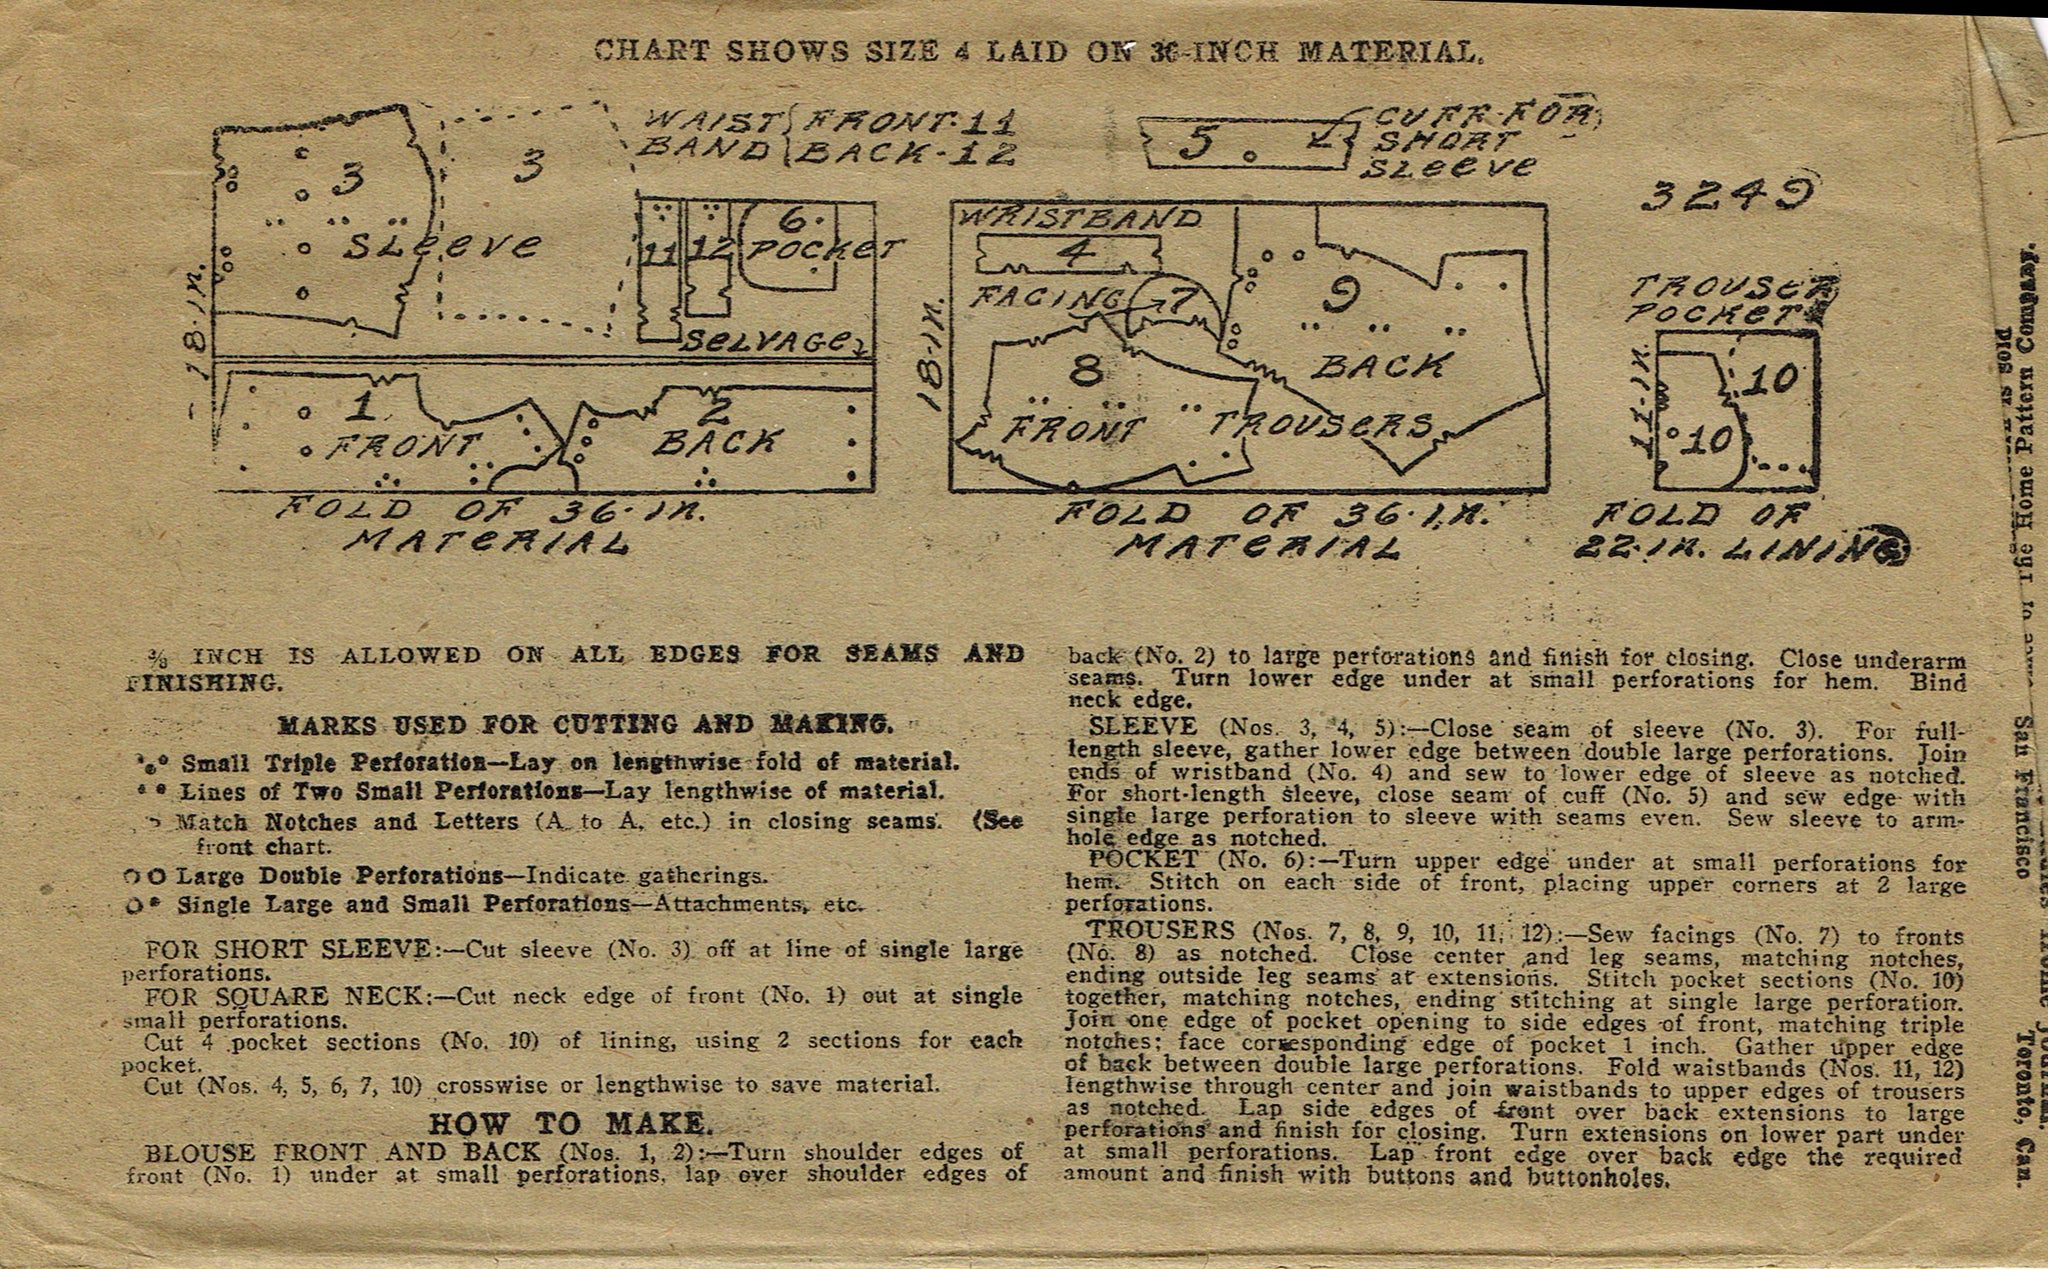 CHART SHOWS SIZE 4 LAID ON 36-INCH MATERIAL.
3
3
SLEEVE
18·IN.
WAIST BAND { FRONT·11
BACK-12
11
12
6
POCKET
SELVAGE
1
FRONT
2
BACK
FOLD OF 36·IN.
MATERIAL
5
CUFF FOR
SHORT
SLEEVE
WRISTBAND
4
FACING
7
18·IN.
8
FRONT
9
BACK
TROUSERS
FOLD OF 36·IN.
MATERIAL
3249
TROUSER
POCKET
11·IN.
10
10
FOLD OF
22·IN. LINING
⅜ INCH IS ALLOWED ON ALL EDGES FOR SEAMS AND
FINISHING.
MARKS USED FOR CUTTING AND MAKING.
Small Triple Perforation—Lay on lengthwise fold of material.
Lines of Two Small Perforations—Lay lengthwise of material.
Match Notches and Letters (A to A, etc.) in closing seams. (See
front chart.
Large Double Perforations—Indicate gatherings.
Single Large and Small Perforations—Attachments, etc.
FOR SHORT SLEEVE:—Cut sleeve (No. 3) off at line of single large
perforations.
FOR SQUARE NECK:—Cut neck edge of front (No. 1) out at single
small perforations.
Cut 4 pocket sections (No. 10) of lining, using 2 sections for each
pocket.
Cut (Nos. 4, 5, 6, 7, 10) crosswise or lengthwise to save material.
HOW TO MAKE.
BLOUSE FRONT AND BACK (Nos. 1, 2):—Turn shoulder edges of
front (No. 1) under at small perforations, lap over shoulder edges of
back (No. 2) to large perforations and finish for closing. Close underarm
seams. Turn lower edge under at small perforations for hem. Bind
neck edge.
SLEEVE (Nos. 3, 4, 5):—Close seam of sleeve (No. 3). For full-
length sleeve, gather lower edge between double large perforations. Join
ends of wristband (No. 4) and sew to lower edge of sleeve as notched.
For short-length sleeve, close seam of cuff (No. 5) and sew edge with
single large perforation to sleeve with seams even. Sew sleeve to arm-
hole edge as notched.
POCKET (No. 6):—Turn upper edge under at small perforations for
hem. Stitch on each side of front, placing upper corners at 2 large
perforations.
TROUSERS (Nos. 7, 8, 9, 10, 11, 12):—Sew facings (No. 7) to fronts
(No. 8) as notched. Close center and leg seams, matching notches,
ending outside leg seams at extensions. Stitch pocket sections (No. 10)
together, matching notches, ending stitching at single large perforation.
Join one edge of pocket opening to side edges of front, matching triple
notches; face corresponding edge of pocket 1 inch. Gather upper edge
of back between double large perforations. Fold waistbands (Nos. 11, 12)
lengthwise through center and join waistbands to upper edges of trousers
as notched. Lap side edges of front over back extensions to large
perforations and finish for closing. Turn extensions on lower part under
at small perforations. Lap front edge over back edge the required
amount and finish with buttons and buttonholes.
is sold
The Home Pattern Company.
San Francisco
Home Journal.
Toronto, Can.